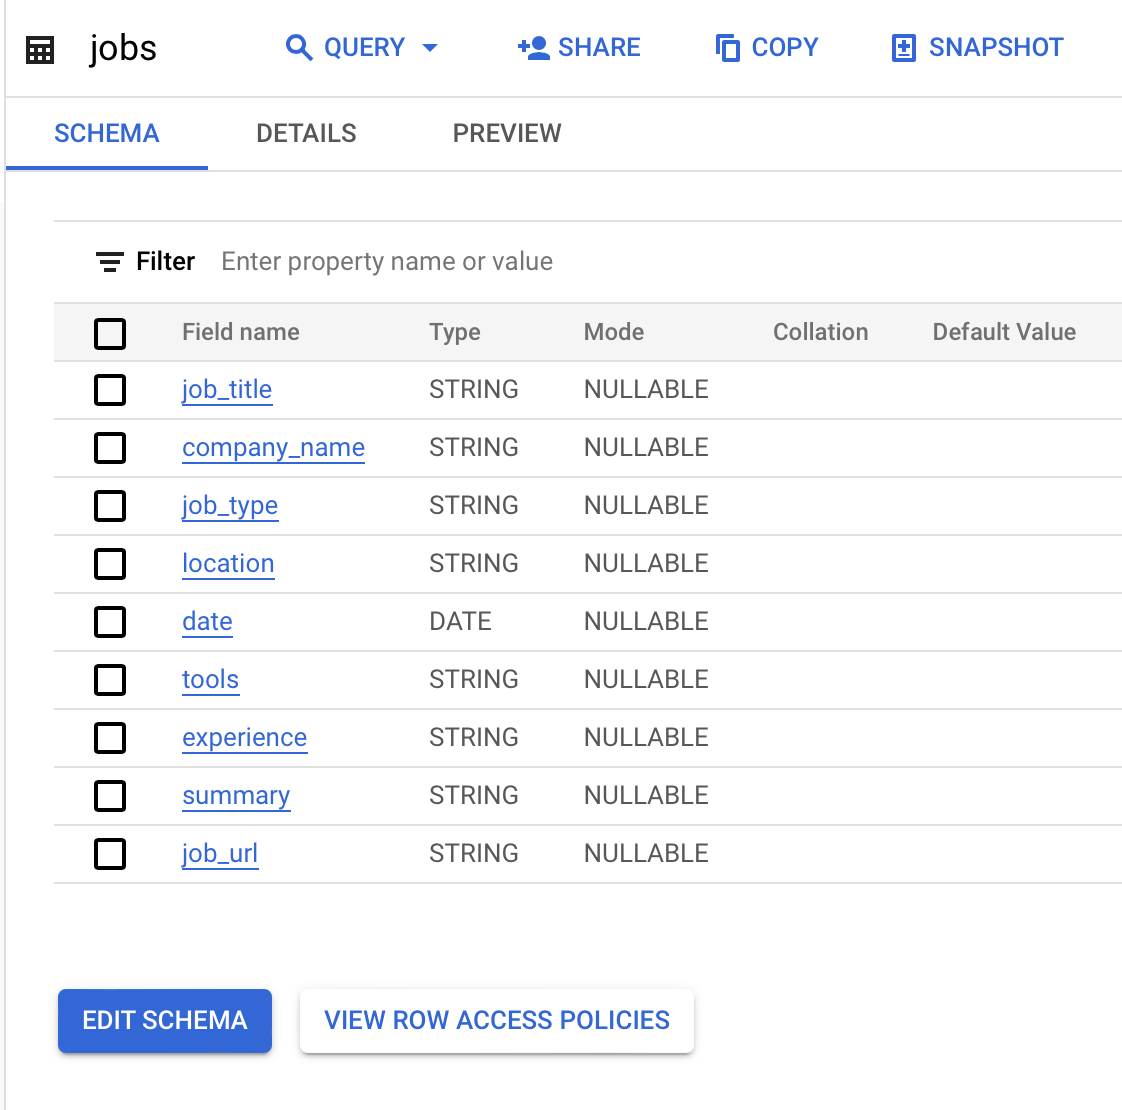 jobs QUERY SHARE COPY SNAPSHOT
SCHEMA DETAILS PREVIEW
Filter Enter property name or value
Field name Type Mode Collation Default Value
job_title STRING NULLABLE
company_name STRING NULLABLE
job_type STRING NULLABLE
location STRING NULLABLE
date DATE NULLABLE
tools STRING NULLABLE
experience STRING NULLABLE
summary STRING NULLABLE
job_url STRING NULLABLE
EDIT SCHEMA VIEW ROW ACCESS POLICIES